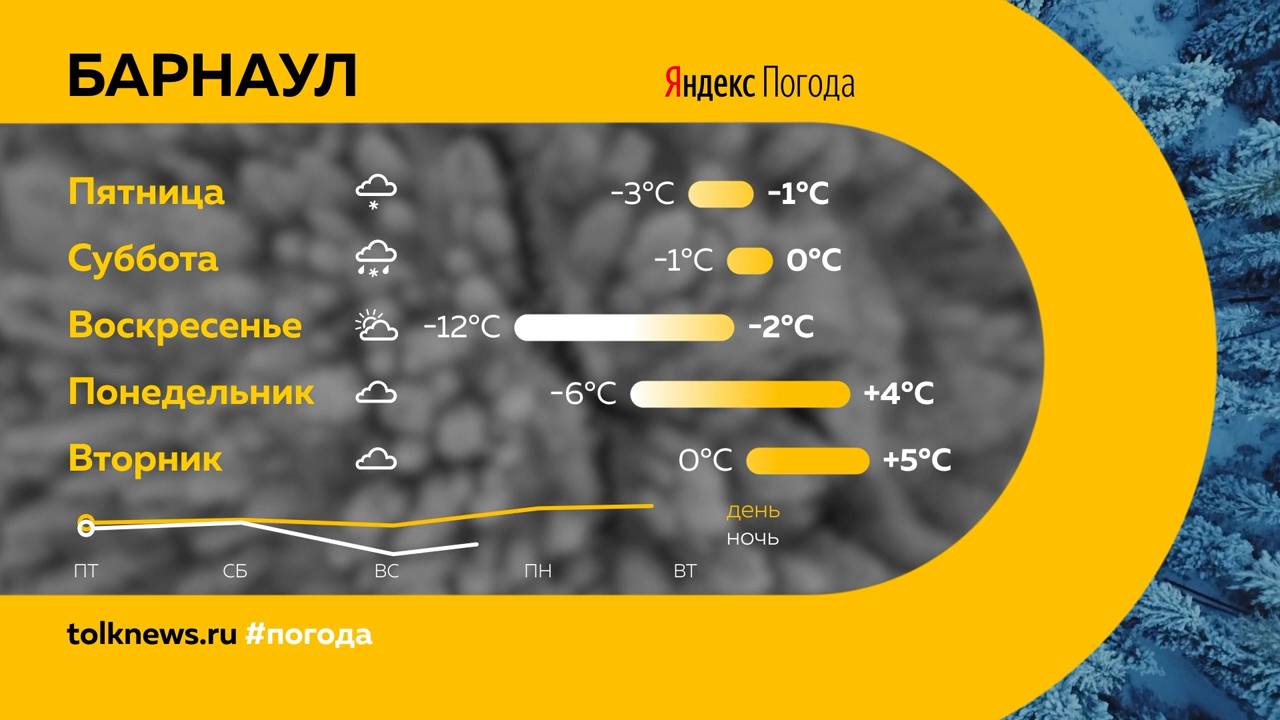 БАРНАУЛ
Яндекс Погода
Пятница -3°C -1°C
Суббота -1°C 0°C
Воскресенье -12°C -2°C
Понедельник -6°C +4°C
Вторник 0°C +5°C
день
ночь
ПТ СБ ВС ПН ВТ
tolknews.ru #погода